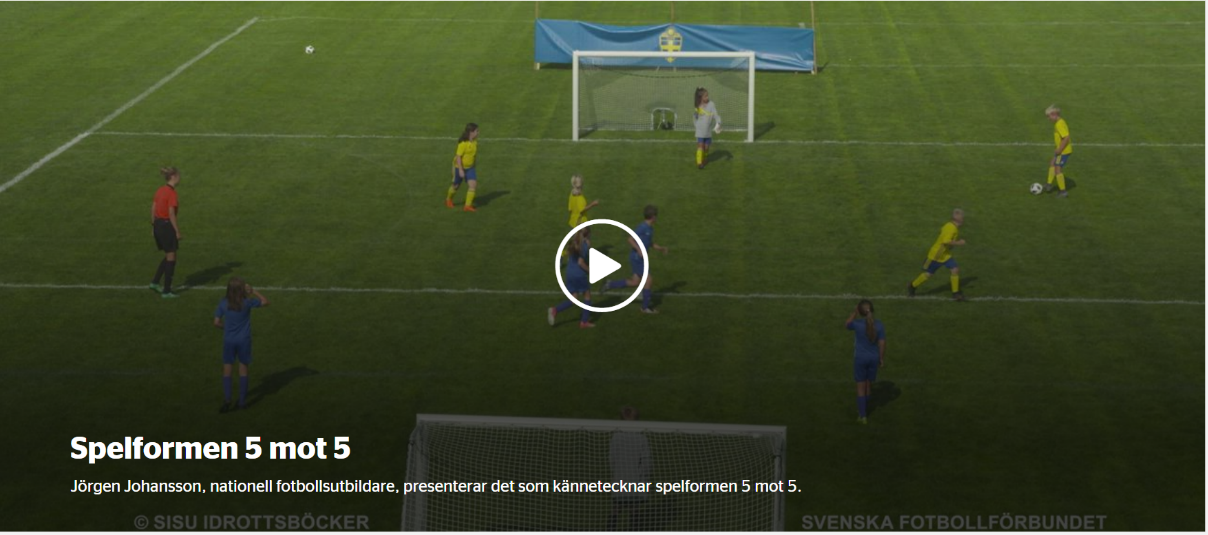 Spelformen 5 mot 5
Jörgen Johansson, nationell fotbollsutbildare, presenterar det som kännetecknar spelformen 5 mot 5.
© SISU IDROTTSBÖCKER SVENSKA FOTBOLLFÖRBUNDET